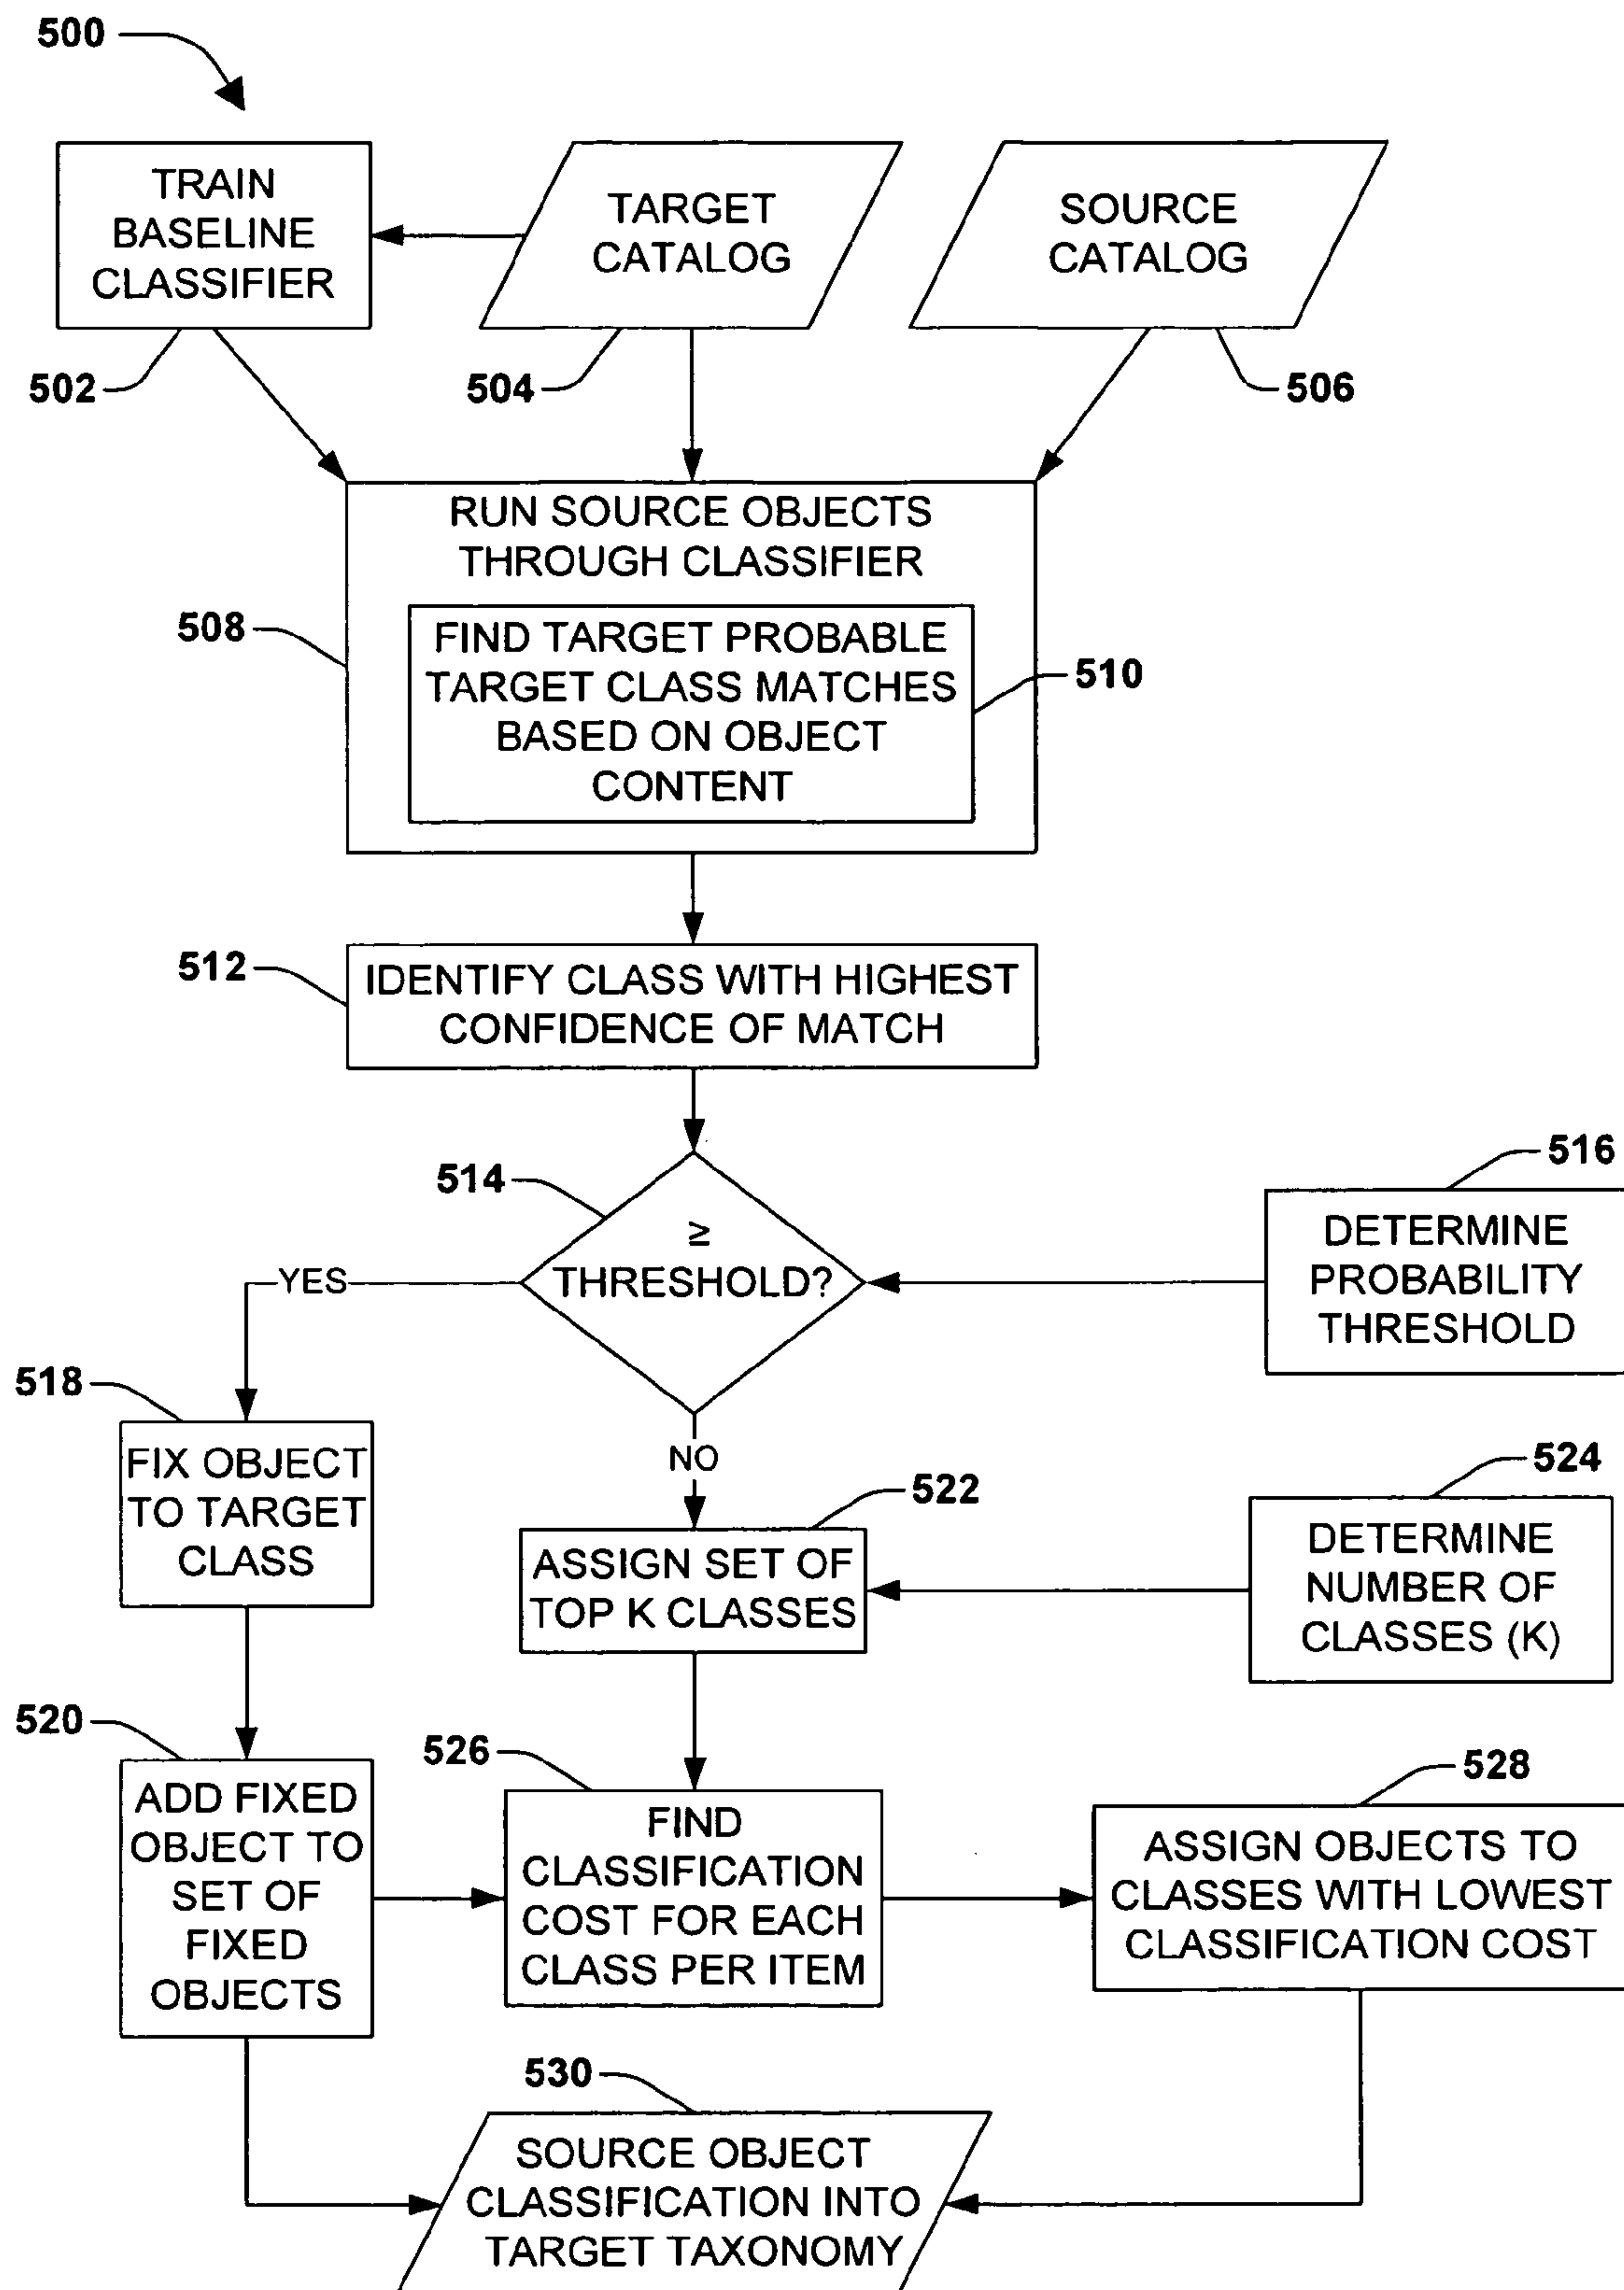 500
TRAIN
BASELINE
CLASSIFIER
TARGET
CATALOG
SOURCE
CATALOG
502
504
506
RUN SOURCE OBJECTS
THROUGH CLASSIFIER
508
FIND TARGET PROBABLE
TARGET CLASS MATCHES
BASED ON OBJECT
CONTENT
510
512
IDENTIFY CLASS WITH HIGHEST
CONFIDENCE OF MATCH
514
≥
THRESHOLD?
516
DETERMINE
PROBABILITY
THRESHOLD
YES
518
FIX OBJECT
TO TARGET
CLASS
NO
522
ASSIGN SET OF
TOP K CLASSES
524
DETERMINE
NUMBER OF
CLASSES (K)
520
ADD FIXED
OBJECT TO
SET OF
FIXED
OBJECTS
526
FIND
CLASSIFICATION
COST FOR EACH
CLASS PER ITEM
528
ASSIGN OBJECTS TO
CLASSES WITH LOWEST
CLASSIFICATION COST
530
SOURCE OBJECT
CLASSIFICATION INTO
TARGET TAXONOMY